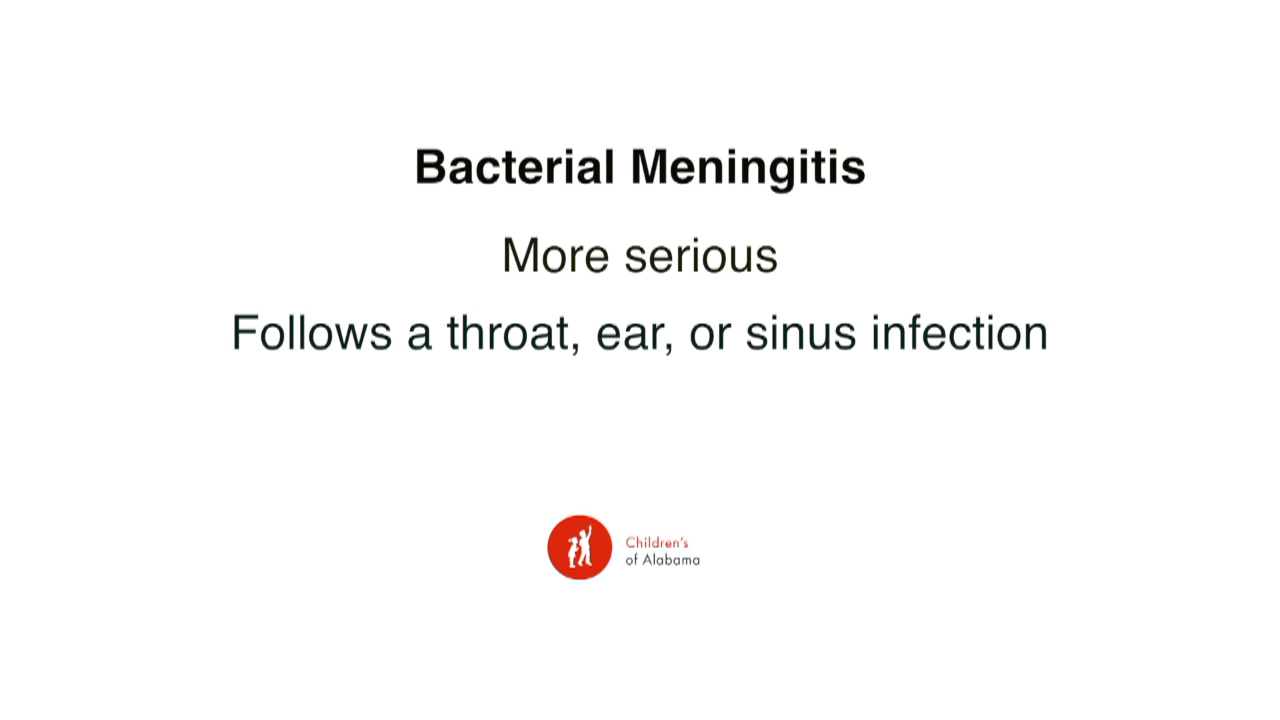 Bacterial Meningitis
More serious
Follows a throat, ear, or sinus infection
Children's
of Alabama